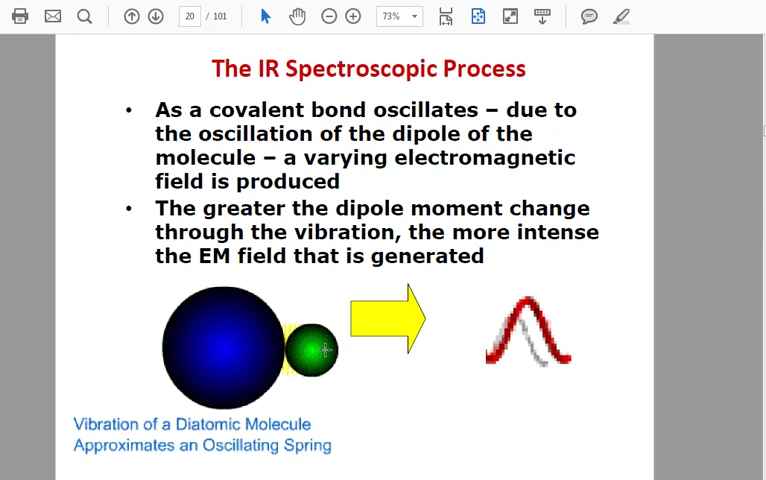 20 / 101
73%
The IR Spectroscopic Process
• As a covalent bond oscillates – due to
the oscillation of the dipole of the
molecule – a varying electromagnetic
field is produced
• The greater the dipole moment change
through the vibration, the more intense
the EM field that is generated
Vibration of a Diatomic Molecule
Approximates an Oscillating Spring